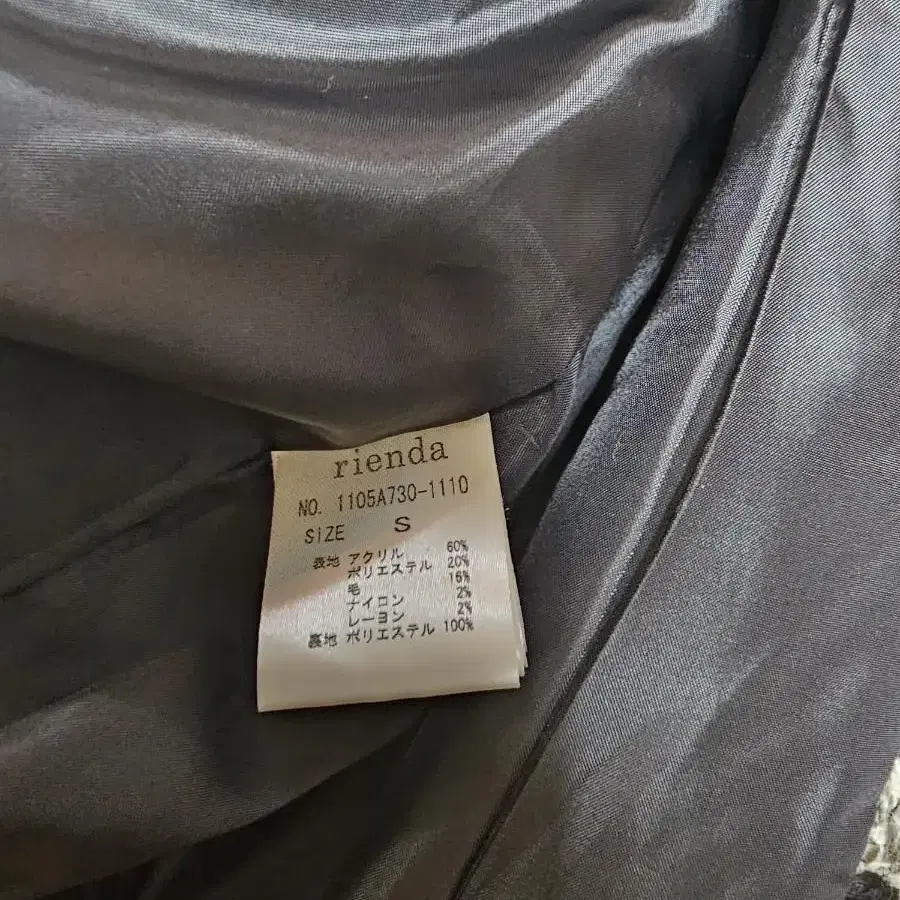 rienda
NO. 1105A730-1110
SIZE S
表地 アクリル 60%
ポリエステル 20%
毛 16%
ナイロン 2%
レーヨン 2%
裏地 ポリエステル 100%